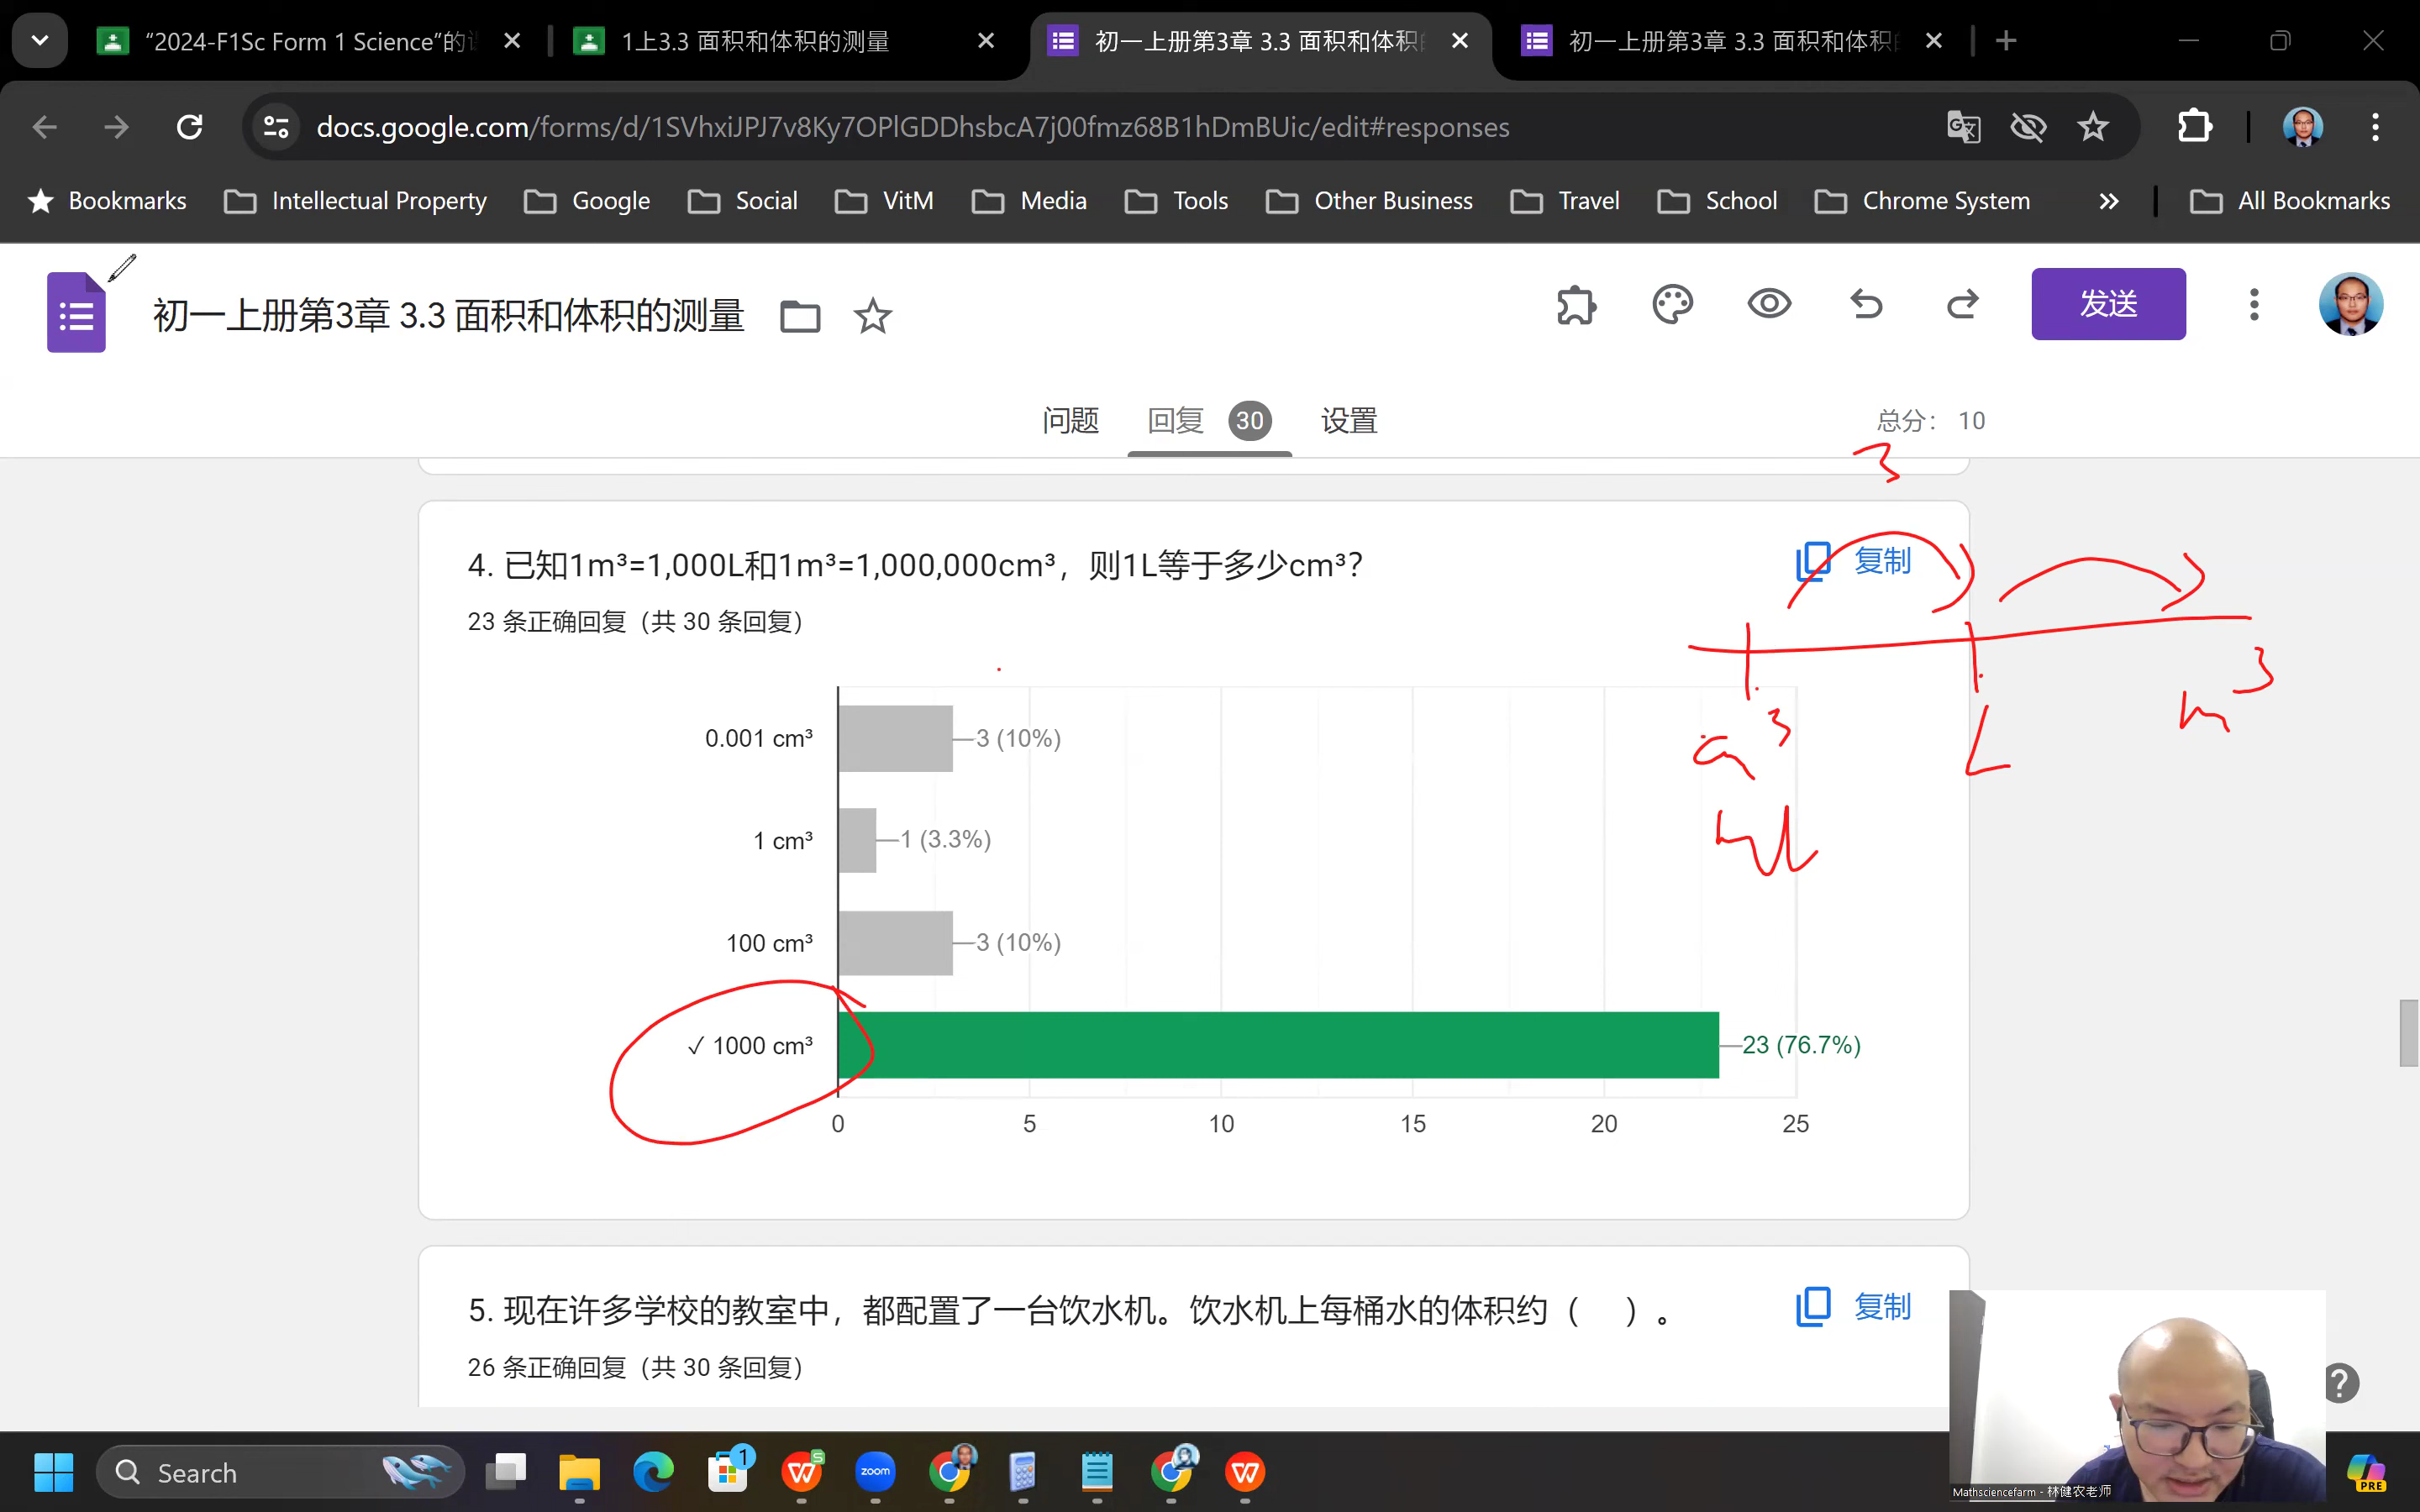 “2024-F1Sc Form 1 Science”的
1上3.3 面积和体积的测量
初一上册第3章 3.3 面积和体积
初一上册第3章 3.3 面积和体积
docs.google.com/forms/d/1SVhxiJPJ7v8Ky7OPlGDDhsbcA7j00fmz68B1hDmBUic/edit#responses
Bookmarks
Intellectual Property
Google
Social
VitM
Media
Tools
Other Business
Travel
School
Chrome System
All Bookmarks
初一上册第3章 3.3 面积和体积的测量
发送
问题
回复 30
设置
总分： 10
3
4. 已知1m³=1,000L和1m³=1,000,000cm³，则1L等于多少cm³?
复制
23 条正确回复（共 30 条回复）
m³
L
0.001 cm³
3 (10%)
1 cm³
1 (3.3%)
100 cm³
3 (10%)
✓ 1000 cm³
23 (76.7%)
0 5 10 15 20 25
5. 现在许多学校的教室中，都配置了一台饮水机。饮水机上每桶水的体积约（ ）。
复制
26 条正确回复（共 30 条回复）
Mathsciencefarm - 林健农老师
Search
1
zoom
PRE